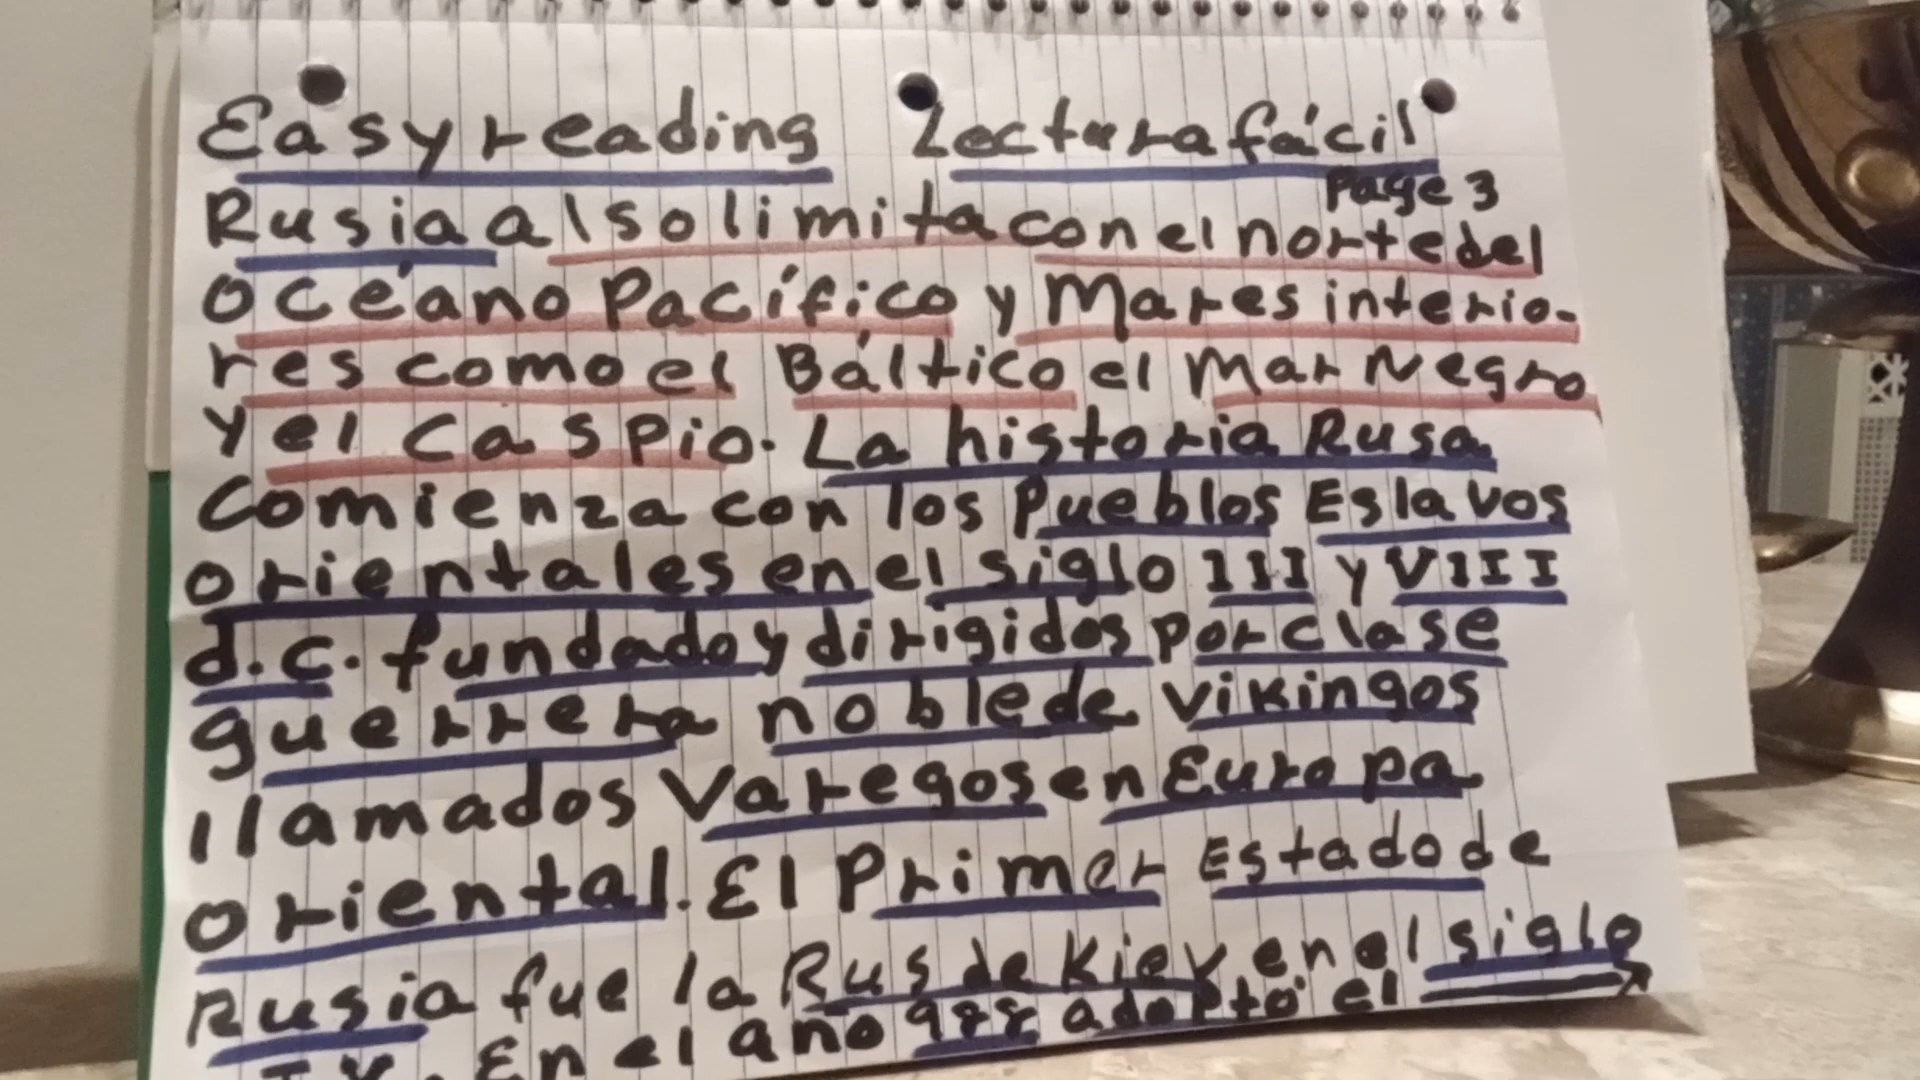 Easy reading Lectura fácil
Page 3
Rusia also limita con el norte del
Océano Pacífico y Mares interio-
res como el Báltico el Mar Negro
y el Caspio. La historia Rusa
Comienza con los Pueblos Eslavos
orientales en el siglo III y VIII
d.C. fundado y dirigidos por clase
guerrera noble de vikingos
llamados Varegos en Europa
oriental. El Primer Estado de
Rusia fue la Rus de Kiev en el siglo
IX. En el año 988 adoptó el